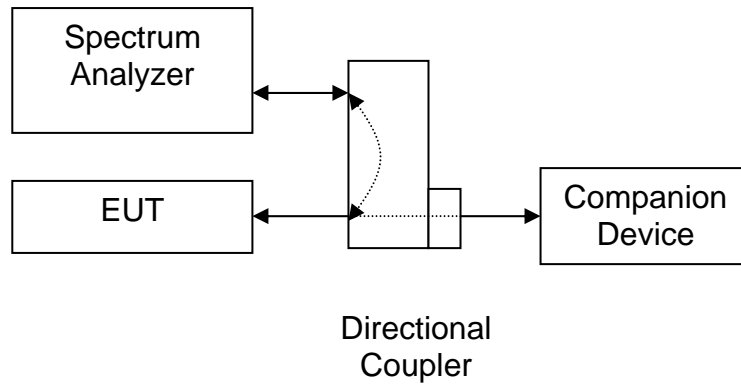 Spectrum
Analyzer
EUT
Companion
Device
Directional
Coupler